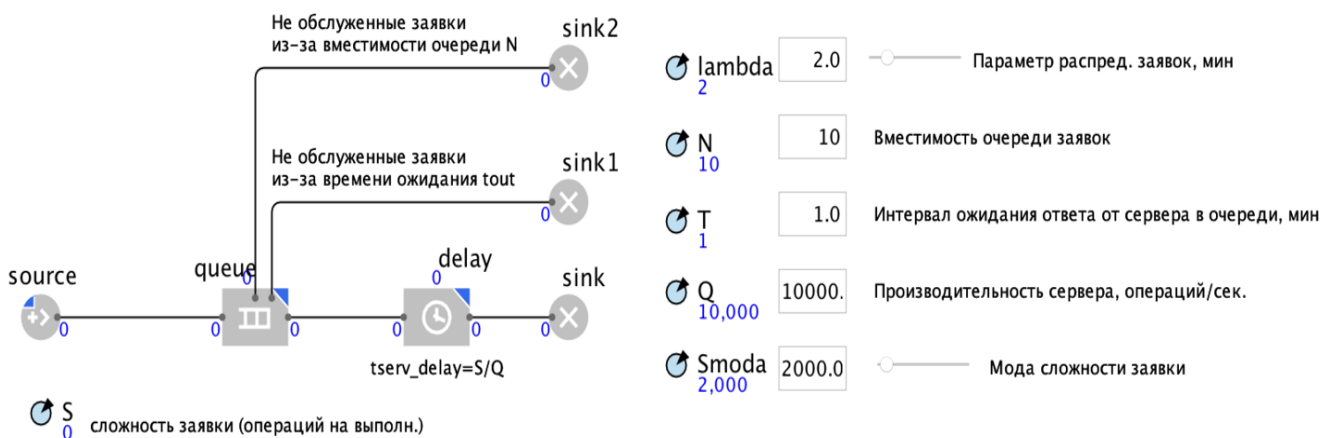 Не обслуженные заявки
из-за вместимости очереди N
sink2
0
Не обслуженные заявки
из-за времени ожидания tout
sink1
0
source
0
queue
0
0
0
delay
0
0
0
tserv_delay=S/Q
sink
0
S
0
сложность заявки (операций на выполн.)
lambda
2
2.0
Параметр распред. заявок, мин
N
10
10
Вместимость очереди заявок
T
1
1.0
Интервал ожидания ответа от сервера в очереди, мин
Q
10,000
10000.
Производительность сервера, операций/сек.
Smoda
2,000
2000.0
Мода сложности заявки